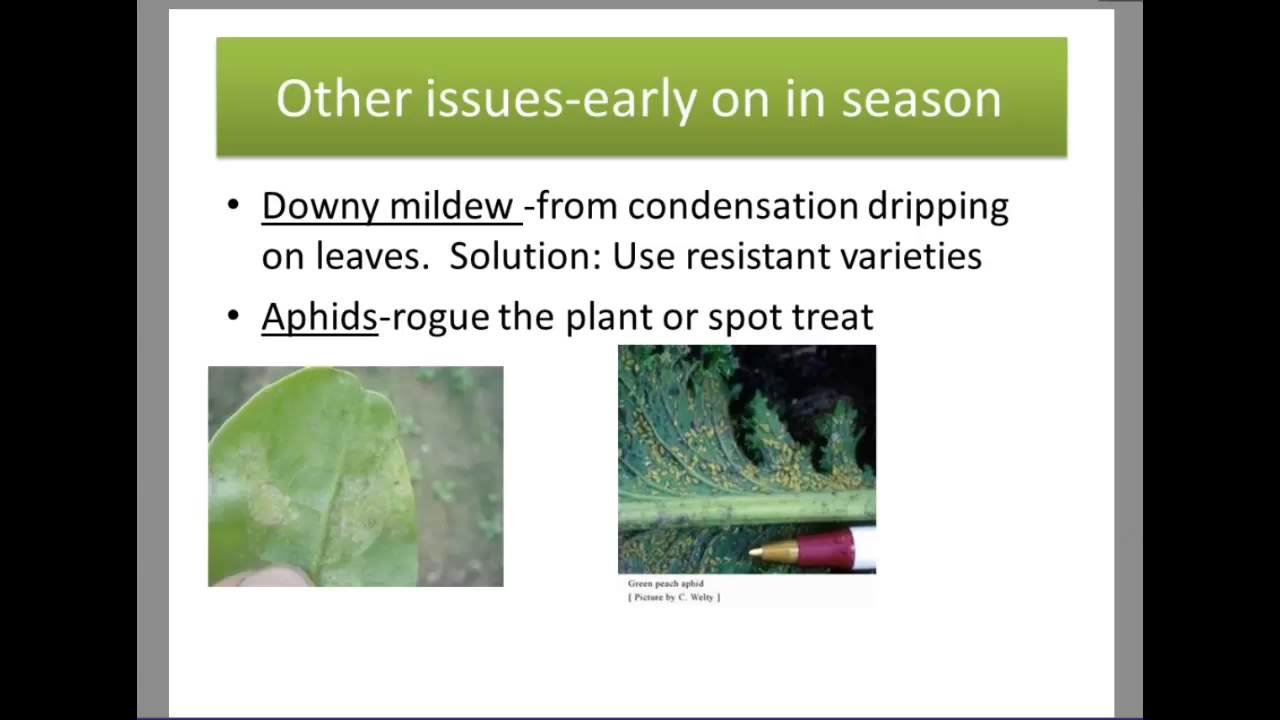 Other issues-early on in season
• Downy mildew -from condensation dripping
on leaves. Solution: Use resistant varieties
• Aphids-rogue the plant or spot treat
Green peach aphid
[ Picture by C. Welty ]